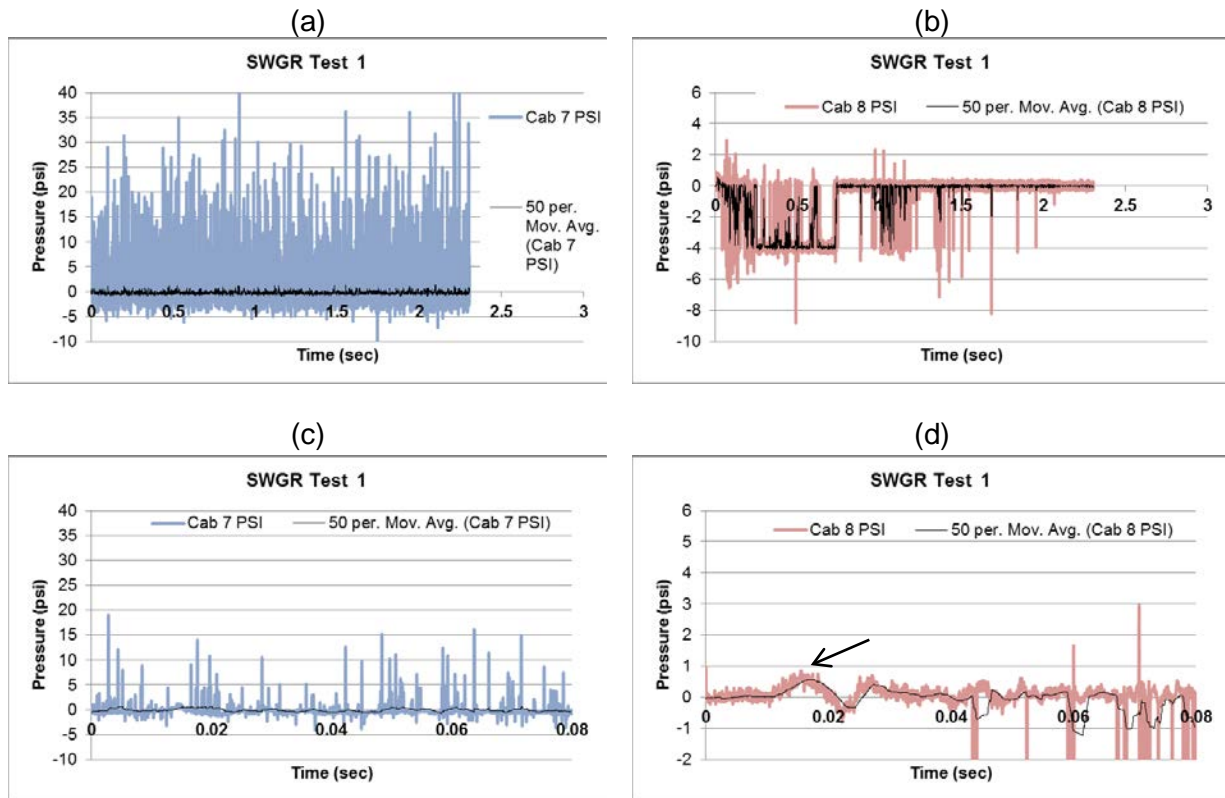 (a)
SWGR Test 1
40
35
30
25
20
15
10
5
0
-5
-10
Pressure (psi)
0 0.5 1 1.5 2 2.5 3
Time (sec)
Cab 7 PSI
50 per.
Mov. Avg.
(Cab 7
PSI)
(b)
SWGR Test 1
6
4
2
0
-2
-4
-6
-8
-10
Pressure (psi)
0 0.5 1.0 1.5 2 2.5 3
Time (sec)
Cab 8 PSI 50 per. Mov. Avg. (Cab 8 PSI)
(c)
SWGR Test 1
40
35
30
25
20
15
10
5
0
-5
-10
Pressure (psi)
0 0.02 0.04 0.06 0.08
Time (sec)
Cab 7 PSI 50 per. Mov. Avg. (Cab 7 PSI)
(d)
SWGR Test 1
6
5
4
3
2
1
0
-1
-2
Pressure (psi)
0 0.02 0.04 0.06 0.08
Time (sec)
Cab 8 PSI 50 per. Mov. Avg. (Cab 8 PSI)